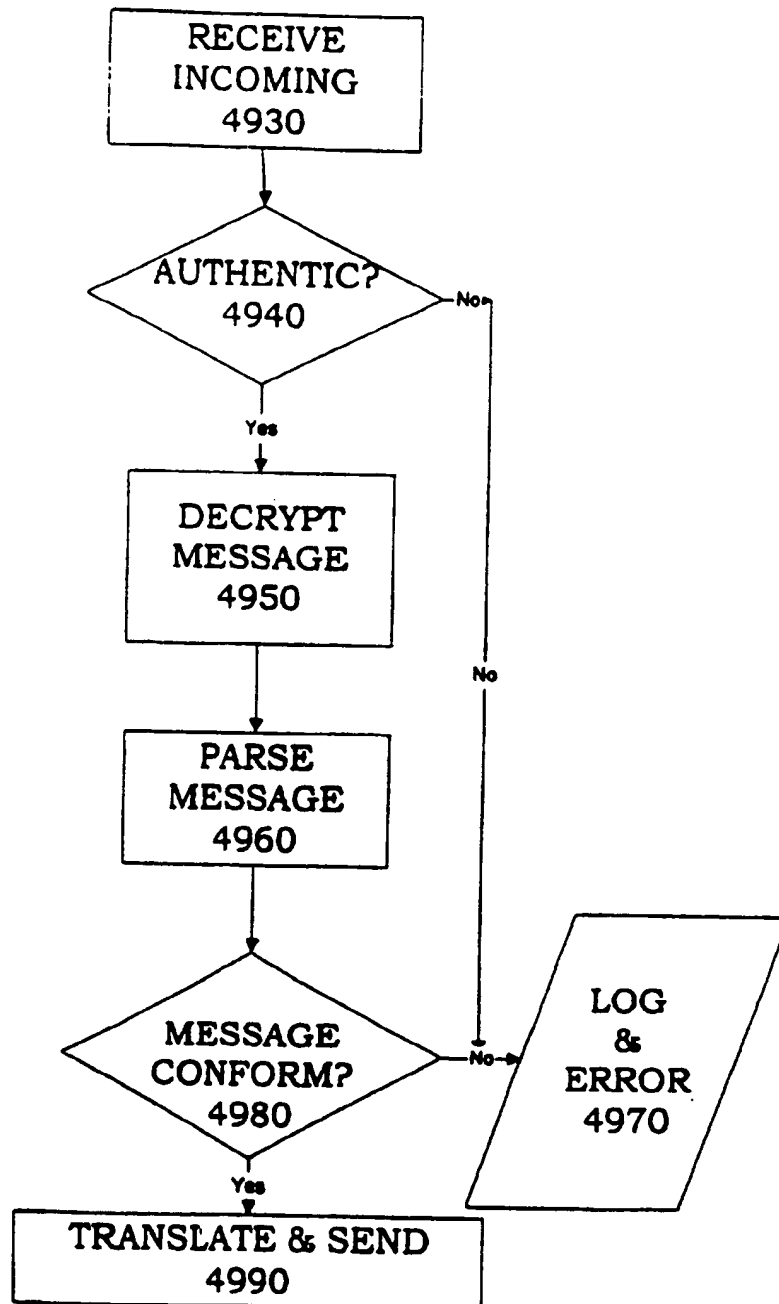 RECEIVE
INCOMING
4930
AUTHENTIC?
4940
No
Yes
DECRYPT
MESSAGE
4950
No
PARSE
MESSAGE
4960
MESSAGE
CONFORM?
4980
No
LOG
&
ERROR
4970
Yes
TRANSLATE & SEND
4990